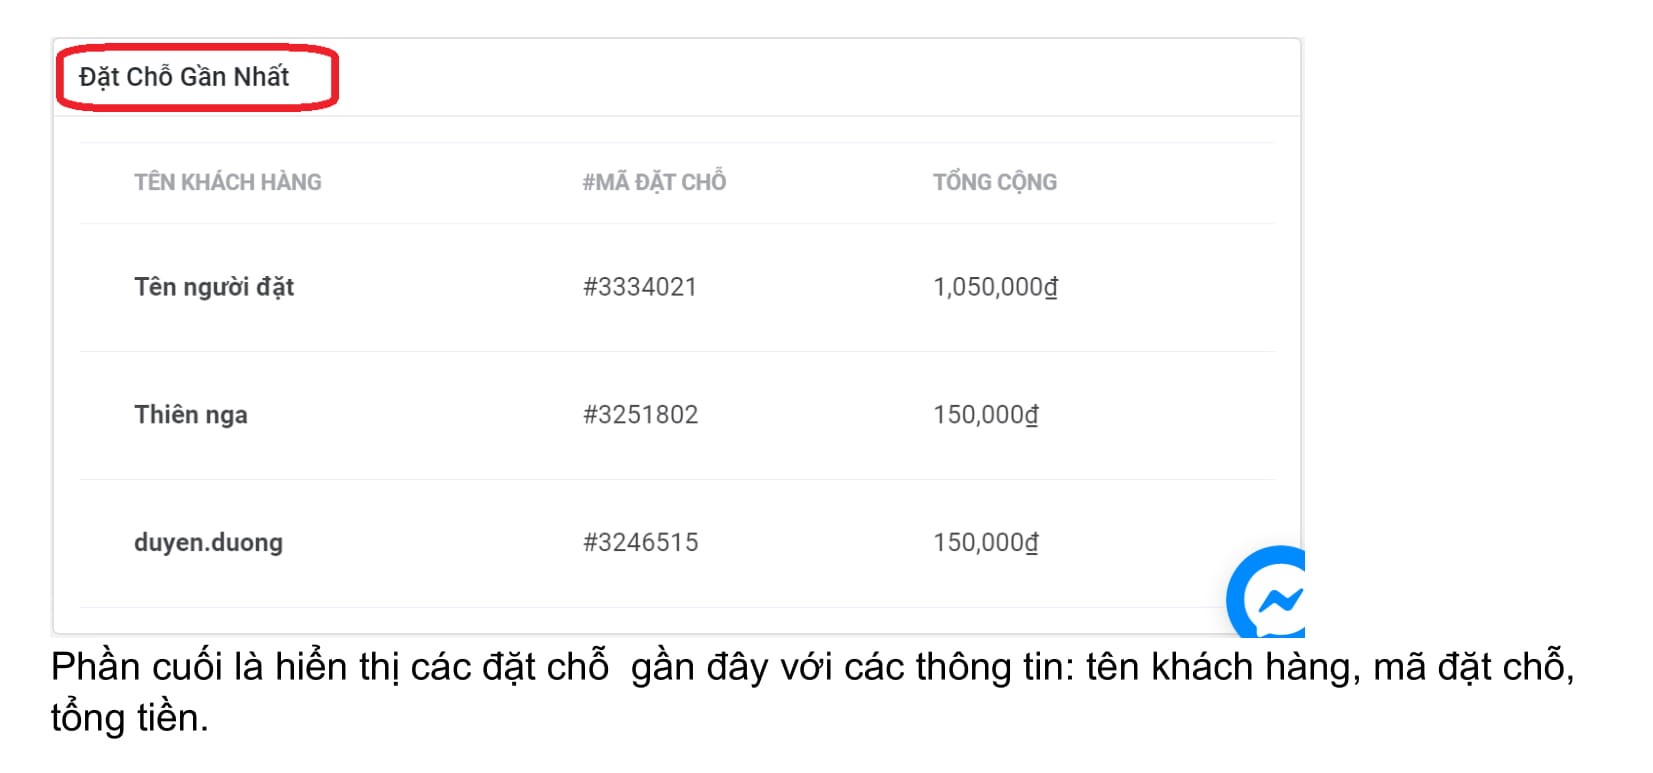 Đặt Chỗ Gần Nhất
TÊN KHÁCH HÀNG #MÃ ĐẶT CHỖ TỔNG CỘNG
Tên người đặt #3334021 1,050,000₫
Thiên nga #3251802 150,000₫
duyen.duong #3246515 150,000₫
Phần cuối là hiển thị các đặt chỗ  gần đây với các thông tin: tên khách hàng, mã đặt chỗ,
tổng tiền.